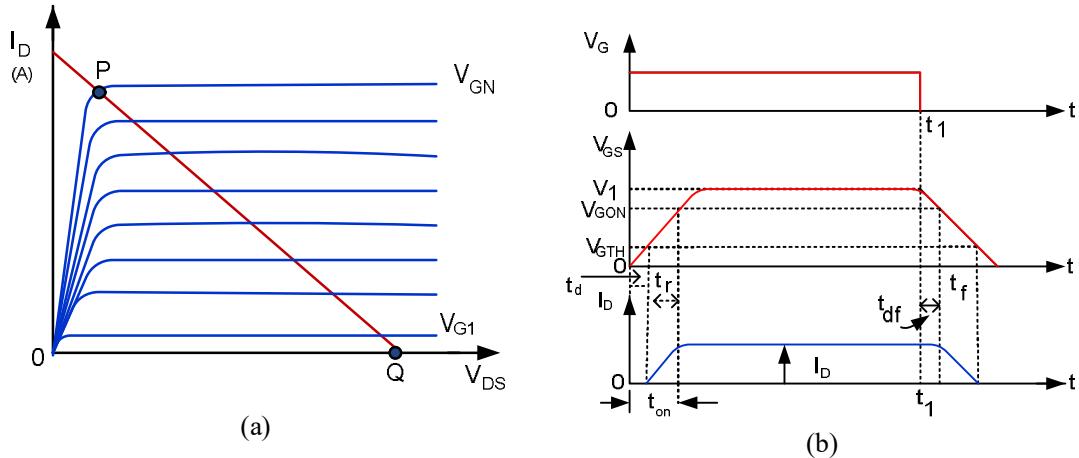 I_D
(A)
P
V_GN
V_G1
0
Q
V_DS
(a)
V_G
0
t
t_1
V_GS
V_1
V_GON
V_GTH
0
t
t_d
t_r
t_df
t_f
I_D
I_D
0
t
t_on
t_1
(b)